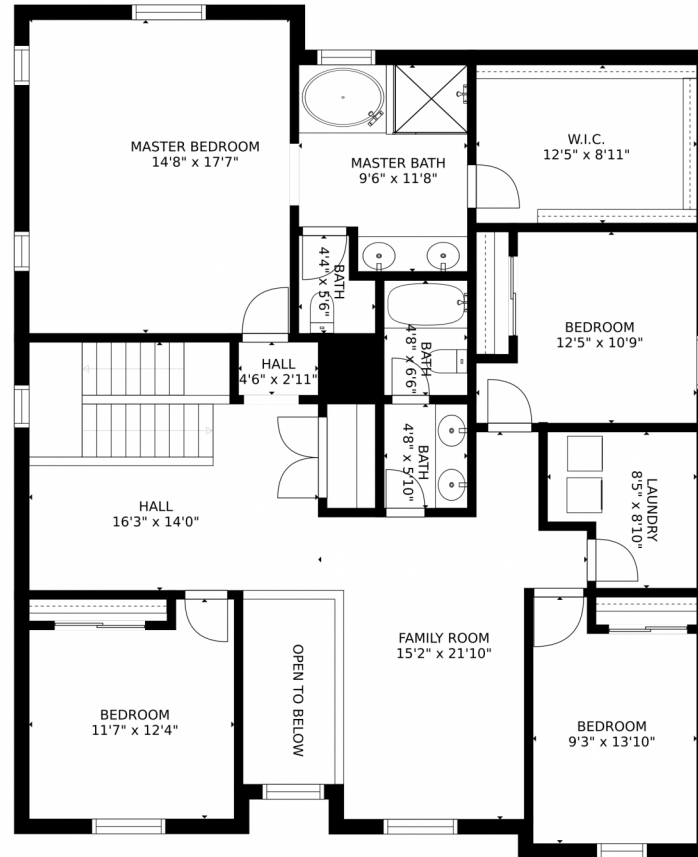 MASTER BEDROOM
14'8" x 17'7"
MASTER BATH
9'6" x 11'8"
W.I.C.
12'5" x 8'11"
BATH
4'4" x 5'6"
BEDROOM
12'5" x 10'9"
HALL
4'6" x 2'11"
BATH
4'8" x 6'6"
BATH
4'8" x 5'10"
HALL
16'3" x 14'0"
LAUNDRY
8'5" x 8'10"
FAMILY ROOM
15'2" x 21'10"
OPEN TO BELOW
BEDROOM
11'7" x 12'4"
BEDROOM
9'3" x 13'10"